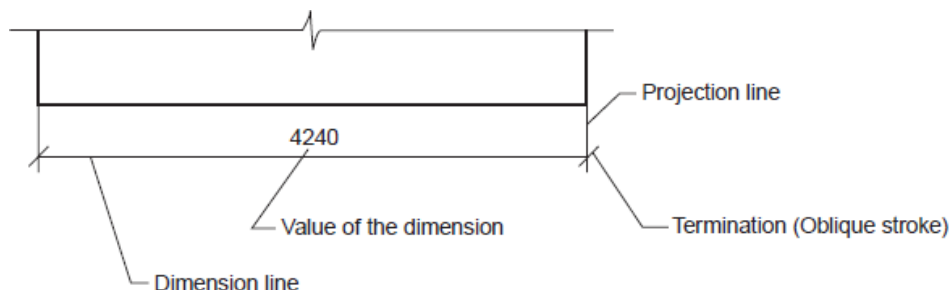 Projection line
4240
Value of the dimension
Termination (Oblique stroke)
Dimension line